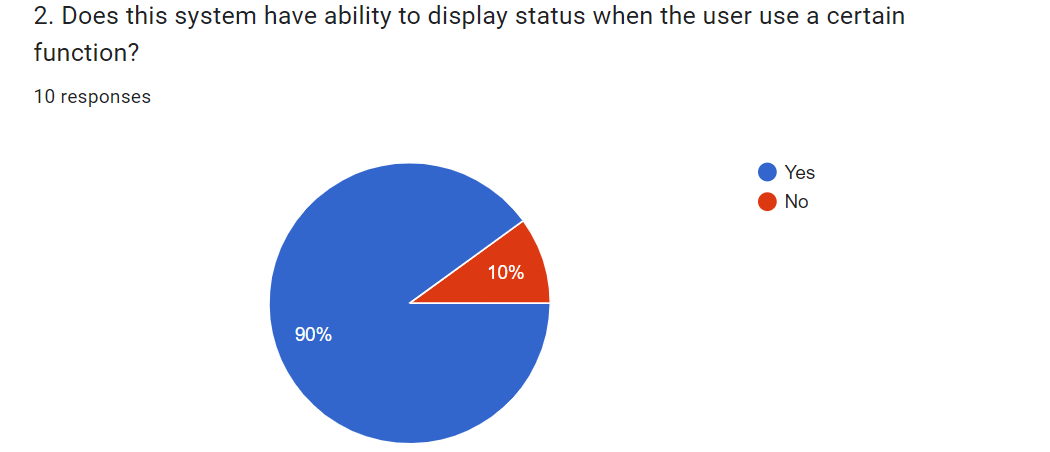 2. Does this system have ability to display status when the user use a certain
function?
10 responses
Yes
No
10%
90%